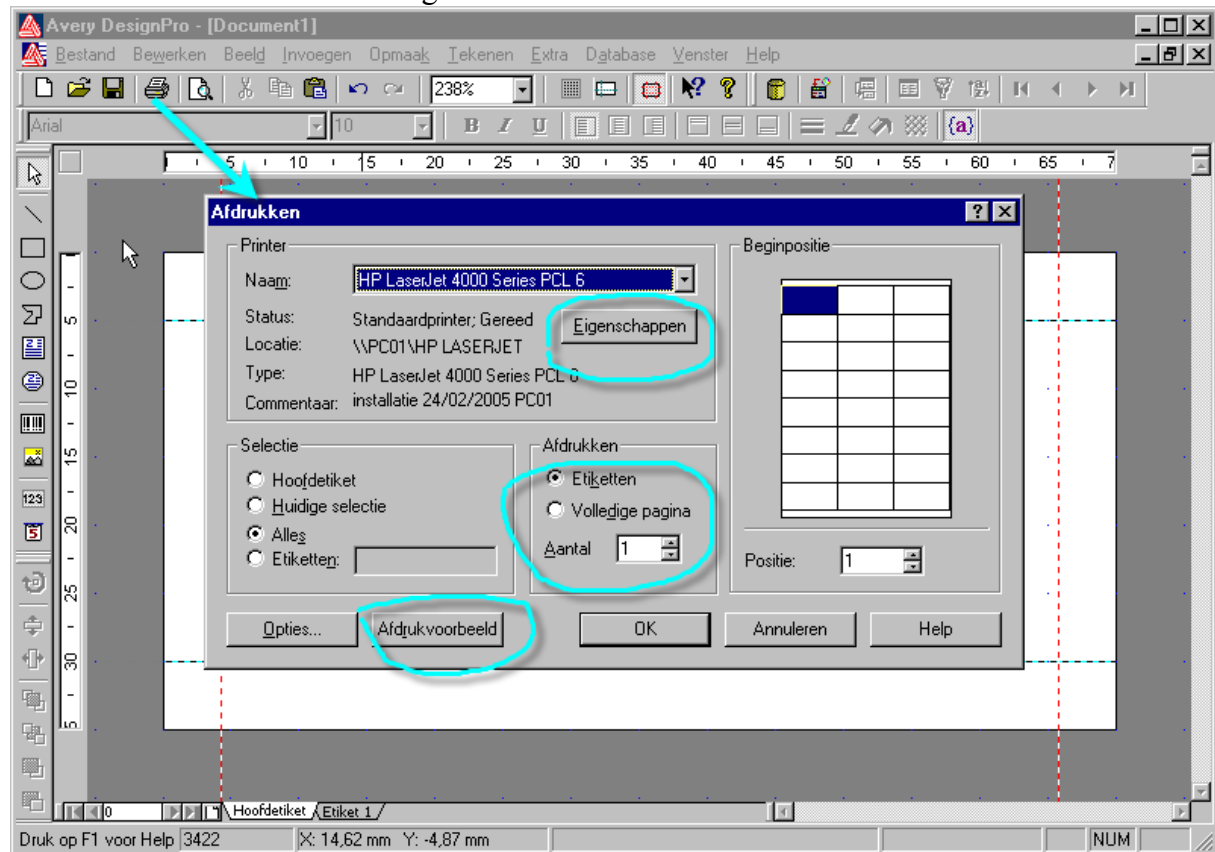 Avery DesignPro - [Document1]
Bestand Bewerken Beeld Invoegen Opmaak Tekenen Extra Database Venster Help
238%
Arial 10 B I U {a}
5 10 15 20 25 30 35 40 45 50 55 60 65 7
Afdrukken
Printer
Naam: HP LaserJet 4000 Series PCL 6
Status: Standaardprinter; Gereed
Eigenschappen
Locatie: \\PC01\HP LASERJET
Type: HP LaserJet 4000 Series PCL 6
Commentaar: installatie 24/02/2005 PC01
Beginpositie
Selectie
Hoofdetiket
Huidige selectie
Alles
Etiketten:
Afdrukken
Etiketten
Volledige pagina
Aantal 1
Positie: 1
Opties... Afdrukvoorbeeld OK Annuleren Help
5
10
15
20
25
30
123
5
0 Hoofdetiket Etiket 1
Druk op F1 voor Help 3422 X: 14,62 mm Y: -4,87 mm NUM